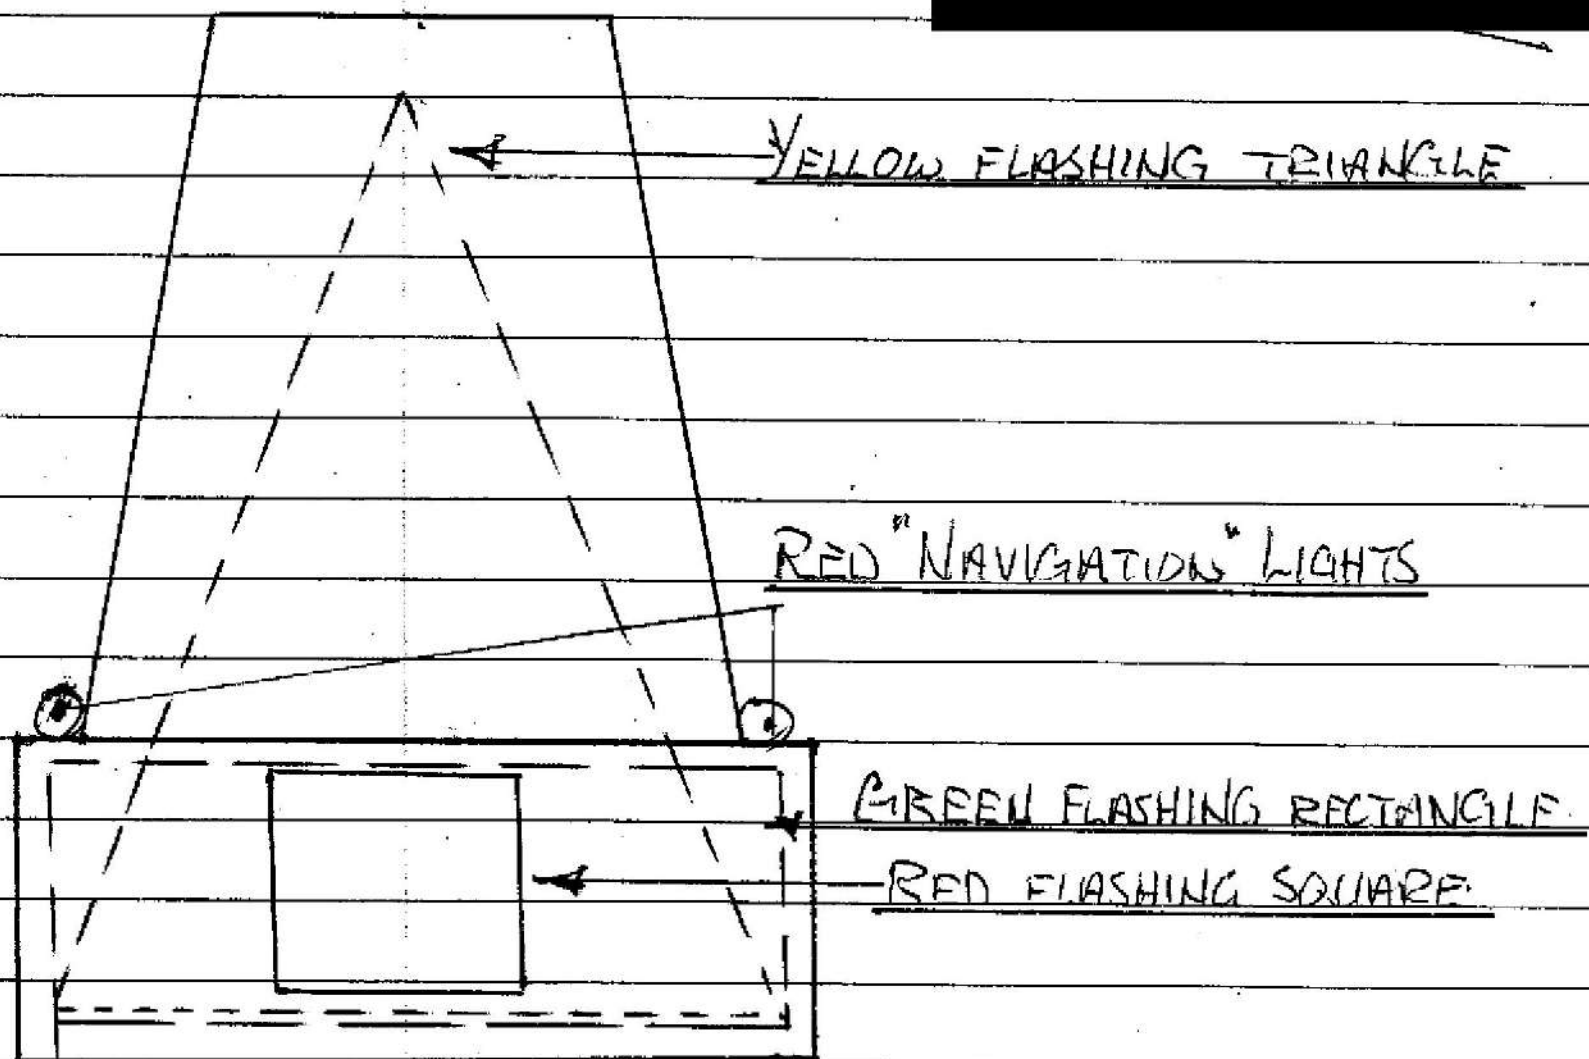 YELLOW FLASHING TRIANGLE
RED "NAVIGATION" LIGHTS
GREEN FLASHING RECTANGLE.
RED FLASHING SQUARE.